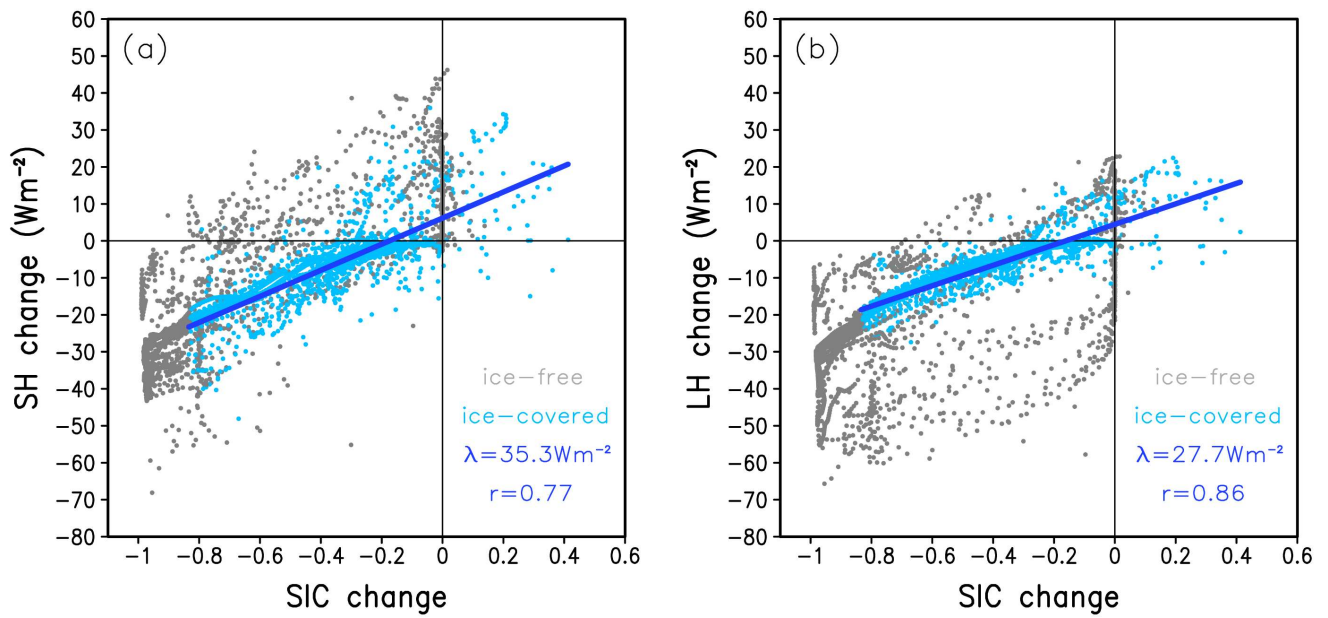 (a)
SH change (Wm⁻²)
60
50
40
30
20
10
0
−10
−20
−30
−40
−50
−60
−70
−80
ice−free
ice−covered
λ=35.3Wm⁻²
r=0.77
−1 −0.8 −0.6 −0.4 −0.2 0 0.2 0.4 0.6
SIC change
(b)
LH change (Wm⁻²)
60
50
40
30
20
10
0
−10
−20
−30
−40
−50
−60
−70
−80
ice−free
ice−covered
λ=27.7Wm⁻²
r=0.86
−1 −0.8 −0.6 −0.4 −0.2 0 0.2 0.4 0.6
SIC change